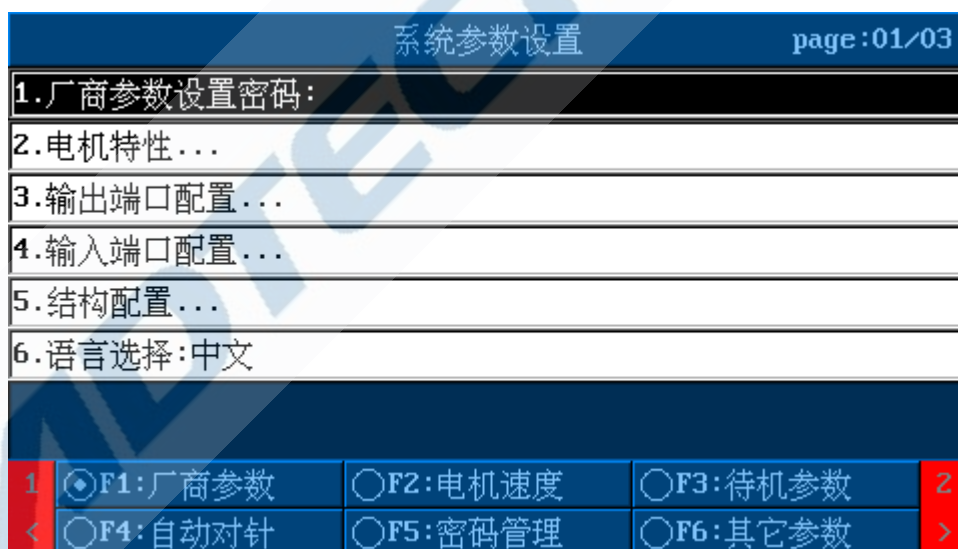 系统参数设置 page:01/03
1.厂商参数设置密码:
2.电机特性...
3.输出端口配置...
4.输入端口配置...
5.结构配置...
6.语言选择:中文
1 F1:厂商参数 F2:电机速度 F3:待机参数 2
< F4:自动对针 F5:密码管理 F6:其它参数 >
ADTEC